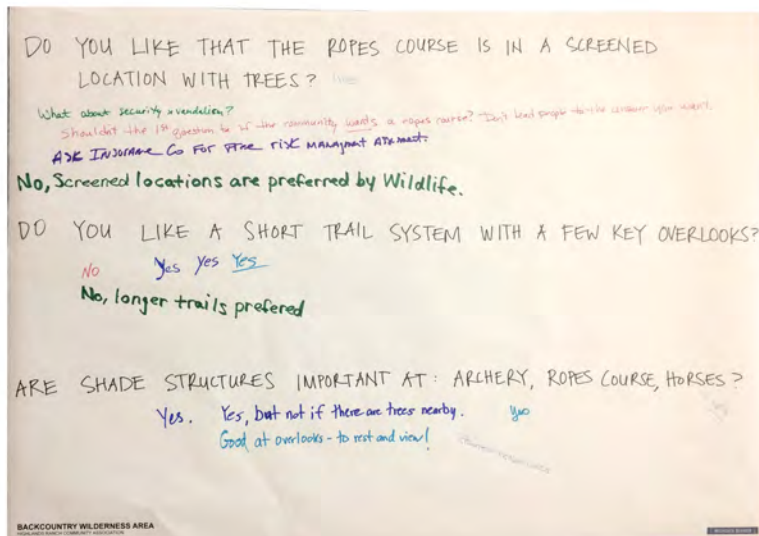 DO YOU LIKE THAT THE ROPES COURSE IS IN A SCREENED
LOCATION WITH TREES?
What about security & vandalism?
Shouldn't the 1st question be if the community wants a ropes course? Don't lead people to the answer you want.
ASK INSURANCE Co FOR risk MANAGMENT
No, Screened locations are preferred by Wildlife.
DO YOU LIKE A SHORT TRAIL SYSTEM WITH A FEW KEY OVERLOOKS?
NO Yes Yes Yes
No, longer trails prefered
ARE SHADE STRUCTURES IMPORTANT AT: ARCHERY, ROPES COURSE, HORSES?
Yes. Yes, but not if there are trees nearby. yes
Good at overlooks - to rest and view!
BACKCOUNTRY WILDERNESS AREA
HIGHLANDS RANCH COMMUNITY ASSOCIATION